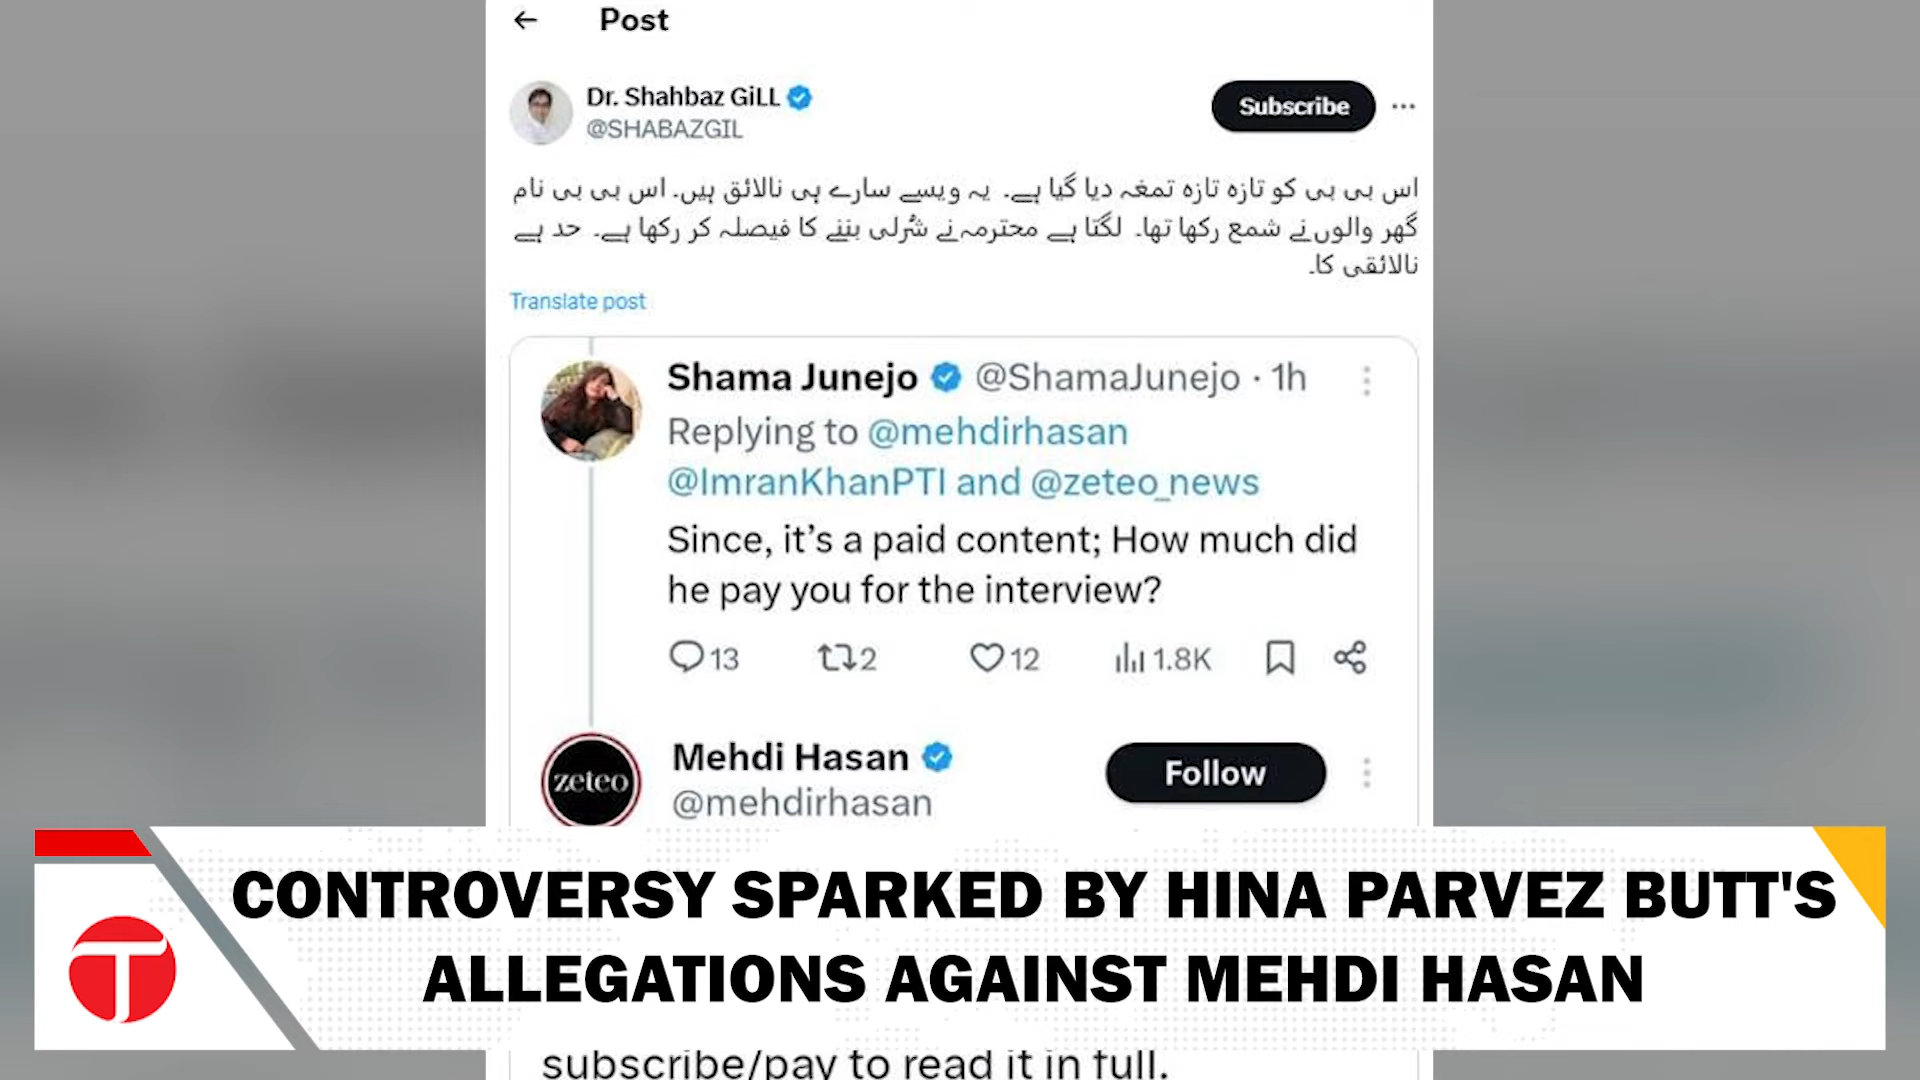 Post
Dr. Shahbaz GiLL
@SHABAZGIL
Subscribe
اس بی بی کو تازہ تازہ تمغہ دیا گیا ہے۔ یہ ویسے سارے ہی نالائق ہیں۔ اس بی بی نام
گھر والوں نے شمع رکھا تھا۔ لگتا ہے محترمہ نے شُرلی بننے کا فیصلہ کر رکھا ہے۔ حد ہے
نالائقی کا۔
Translate post
Shama Junejo @ShamaJunejo · 1h
Replying to @mehdirhasan
@ImranKhanPTI and @zeteo_news
Since, it’s a paid content; How much did
he pay you for the interview?
13 2 12 1.8K
zeteo
Mehdi Hasan
@mehdirhasan
Follow
T
CONTROVERSY SPARKED BY HINA PARVEZ BUTT'S
ALLEGATIONS AGAINST MEHDI HASAN
subscribe/pay to read it in full.